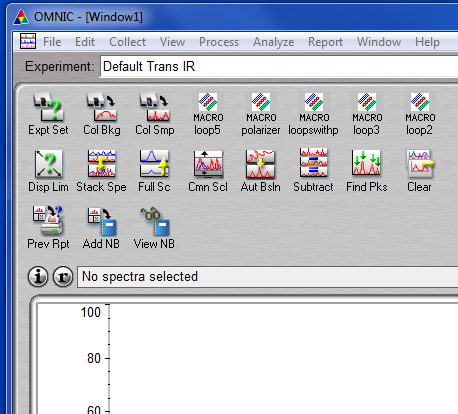 OMNIC - [Window1]
File Edit Collect View Process Analyze Report Window Help
Experiment: Default Trans IR
Expt Set Col Bkg Col Smp MACRO loop5 MACRO polarizer MACRO loopswithp MACRO loop3 MACRO loop2
Disp Lim Stack Spe Full Sc Cmn Scl Aut Bsln Subtract Find Pks Clear
Prev Rpt Add NB View NB
i r No spectra selected
100
80
60